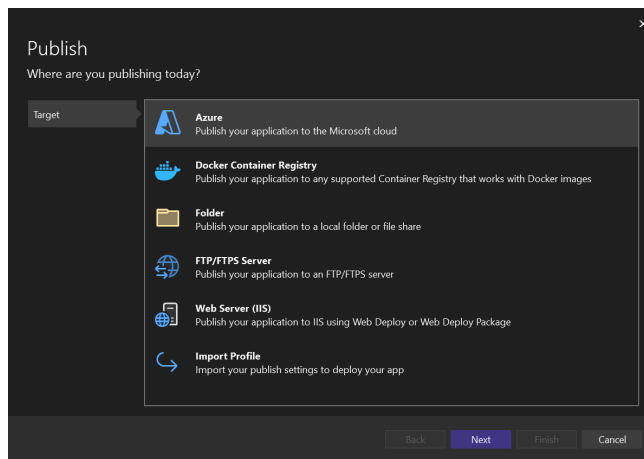 Publish
Where are you publishing today?
Target
Azure
Publish your application to the Microsoft cloud
Docker Container Registry
Publish your application to any supported Container Registry that works with Docker images
Folder
Publish your application to a local folder or file share
FTP/FTPS Server
Publish your application to an FTP/FTPS server
Web Server (IIS)
Publish your application to IIS using Web Deploy or Web Deploy Package
Import Profile
Import your publish settings to deploy your app
Back Next Finish Cancel